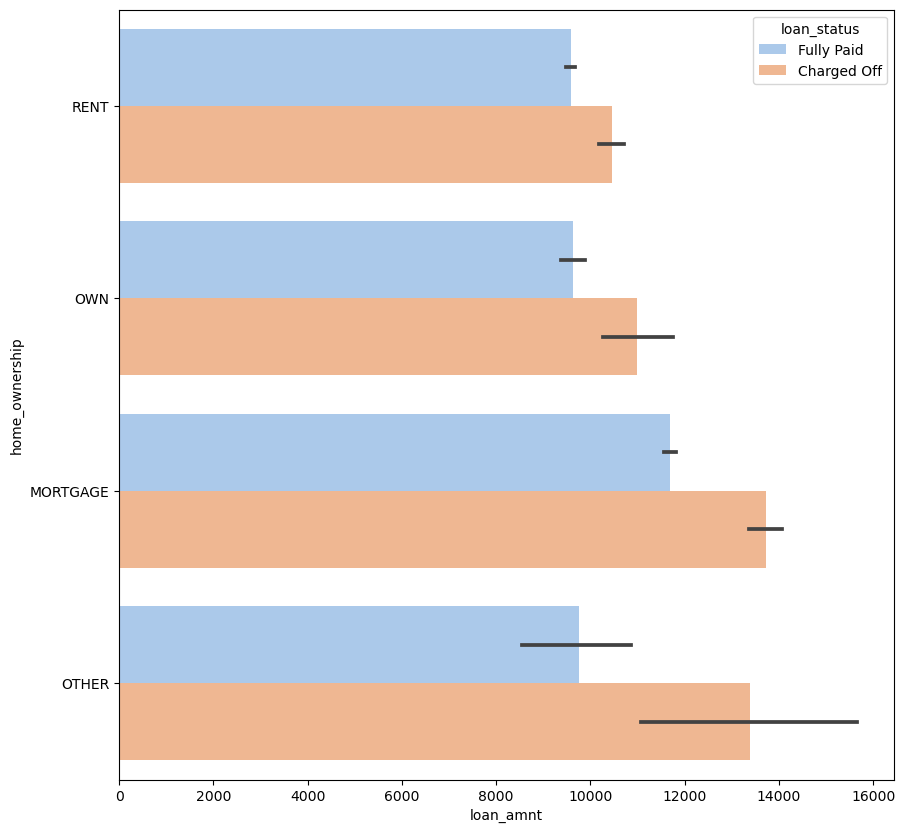 loan_status
Fully Paid
Charged Off
RENT
OWN
MORTGAGE
OTHER
home_ownership
0 2000 4000 6000 8000 10000 12000 14000 16000
loan_amnt